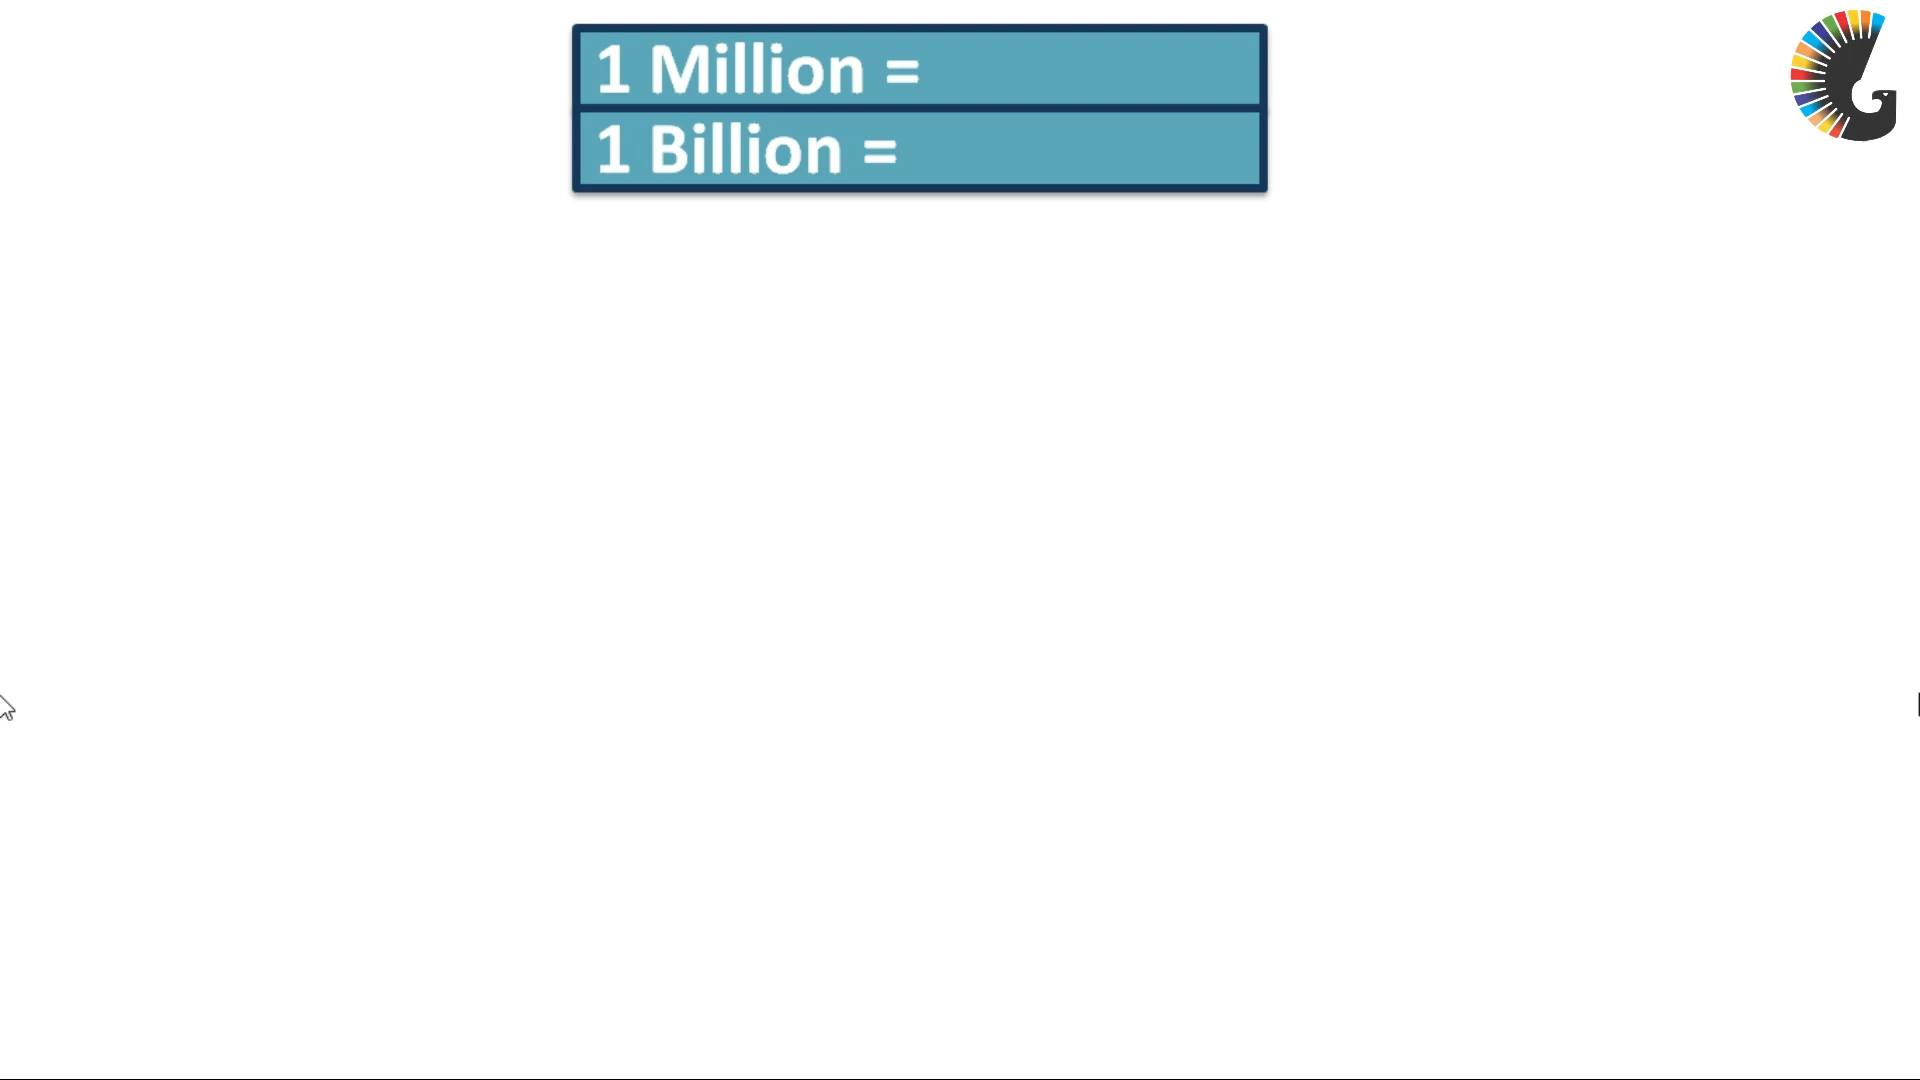 1 Million =
1 Billion =